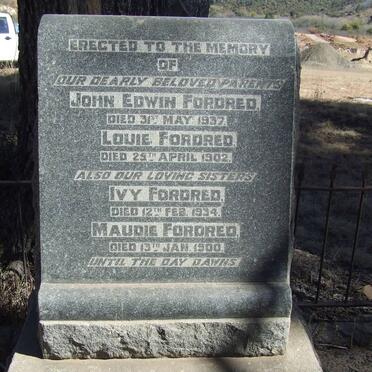 ERECTED TO THE MEMORY
OF
OUR DEARLY BELOVED PARENTS
JOHN EDWIN FORDRED,
DIED 31ST MAY 1937.
LOUIE FORDRED,
DIED 25TH APRIL 1902.
ALSO OUR LOVING SISTERS
IVY FORDRED,
DIED 12TH FEB. 1934.
MAUDIE FORDRED,
DIED 13TH JAN. 1900.
UNTIL THE DAY DAWNS